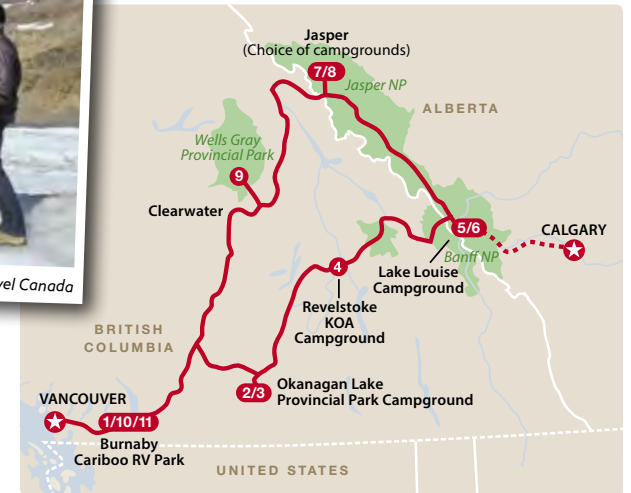 vel Canada
Jasper
(Choice of campgrounds)
7/8
Jasper NP
ALBERTA
Wells Gray
Provincial Park
9
Clearwater
5/6
CALGARY
Banff NP
Lake Louise
Campground
4
Revelstoke
KOA
Campground
BRITISH
COLUMBIA
2/3
Okanagan Lake
Provincial Park Campground
VANCOUVER
1/10/11
Burnaby
Cariboo RV Park
UNITED STATES